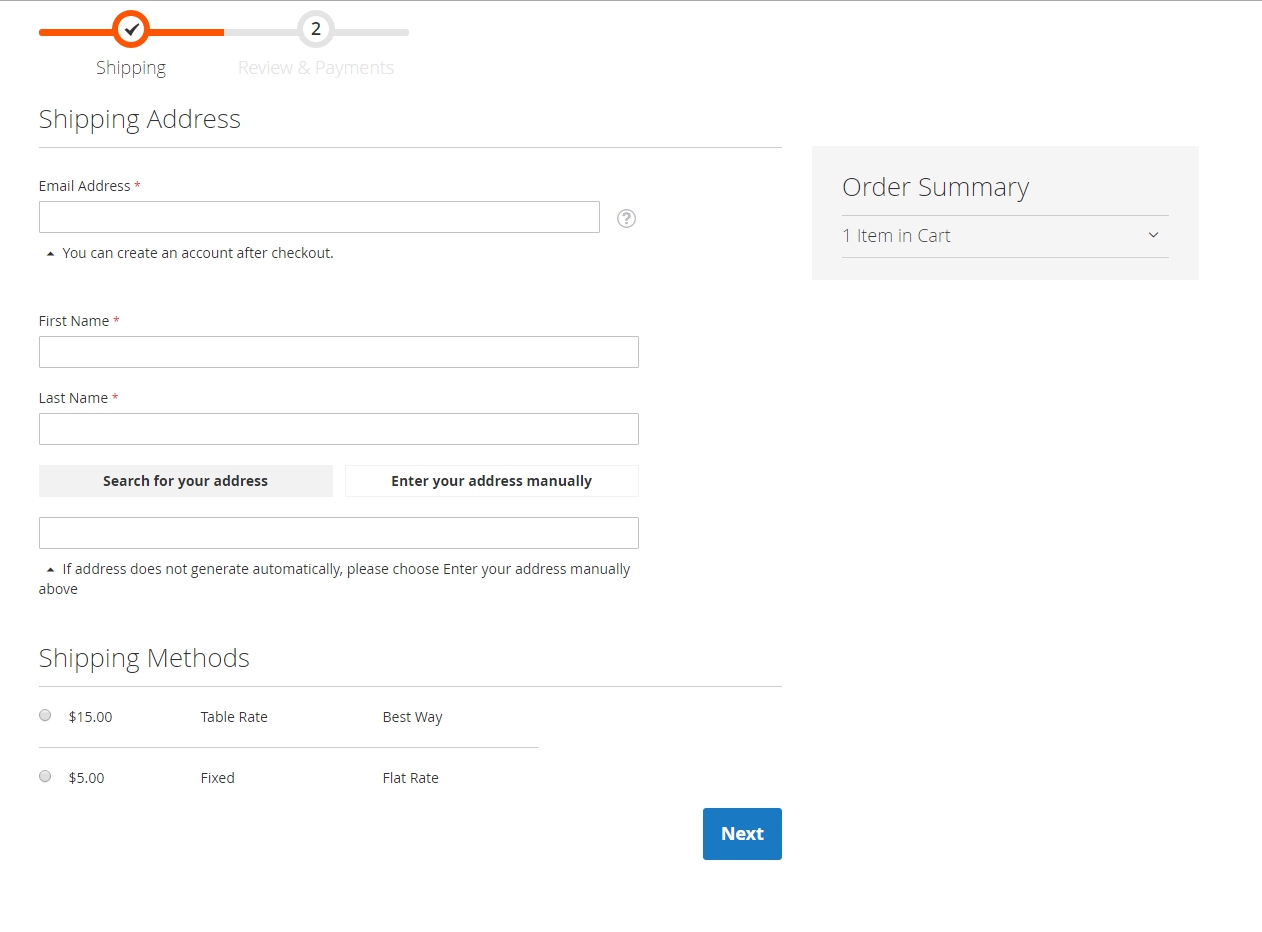 2
Shipping
Review & Payments
Shipping Address
Email Address *
?
You can create an account after checkout.
First Name *
Last Name *
Search for your address
Enter your address manually
If address does not generate automatically, please choose Enter your address manually
above
Shipping Methods
$15.00 Table Rate Best Way
$5.00 Fixed Flat Rate
Next
Order Summary
1 Item in Cart